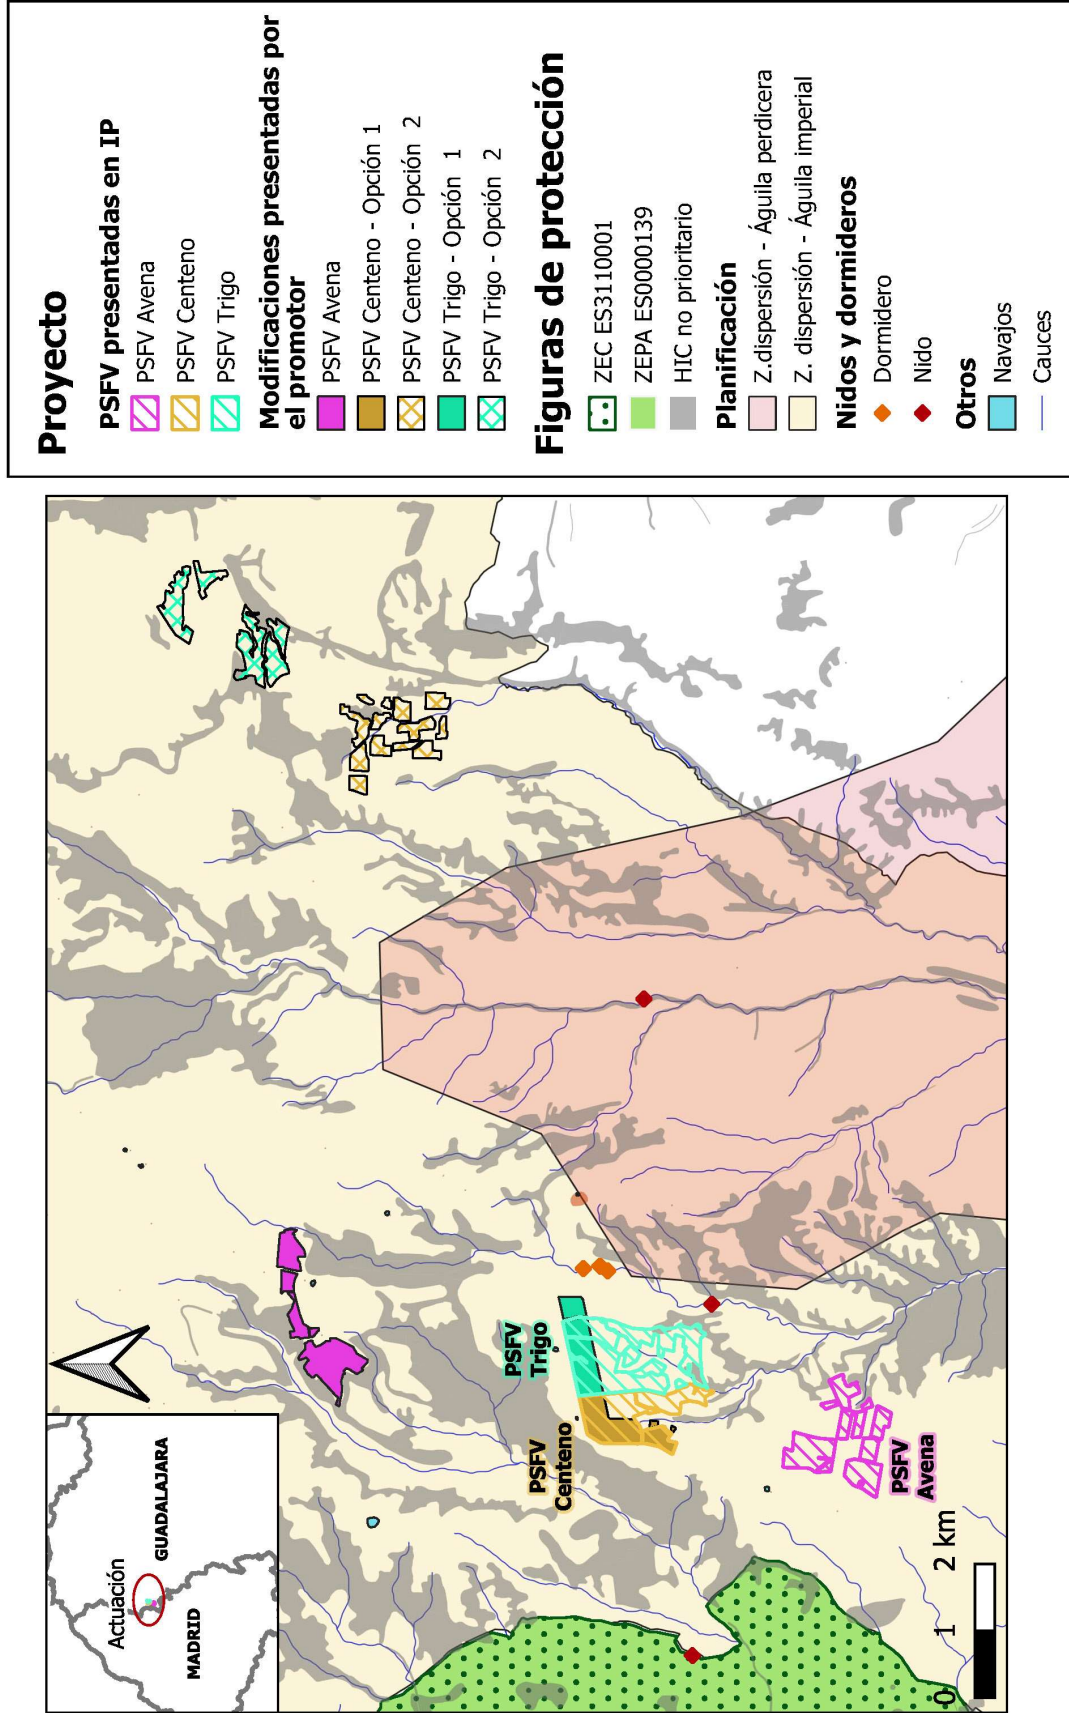 Actuación
GUADALAJARA
MADRID
PSFV
Trigo
PSFV
Centeno
PSFV
Avena
0 1 2 km
Proyecto
PSFV presentadas en IP
PSFV Avena
PSFV Centeno
PSFV Trigo
Modificaciones presentadas por
el promotor
PSFV Avena
PSFV Centeno - Opción 1
PSFV Centeno - Opción 2
PSFV Trigo - Opción 1
PSFV Trigo - Opción 2
Figuras de protección
ZEC ES3110001
ZEPA ES0000139
HIC no prioritario
Planificación
Z.dispersión - Águila perdicera
Z. dispersión - Águila imperial
Nidos y dormideros
Dormidero
Nido
Otros
Navajos
Cauces